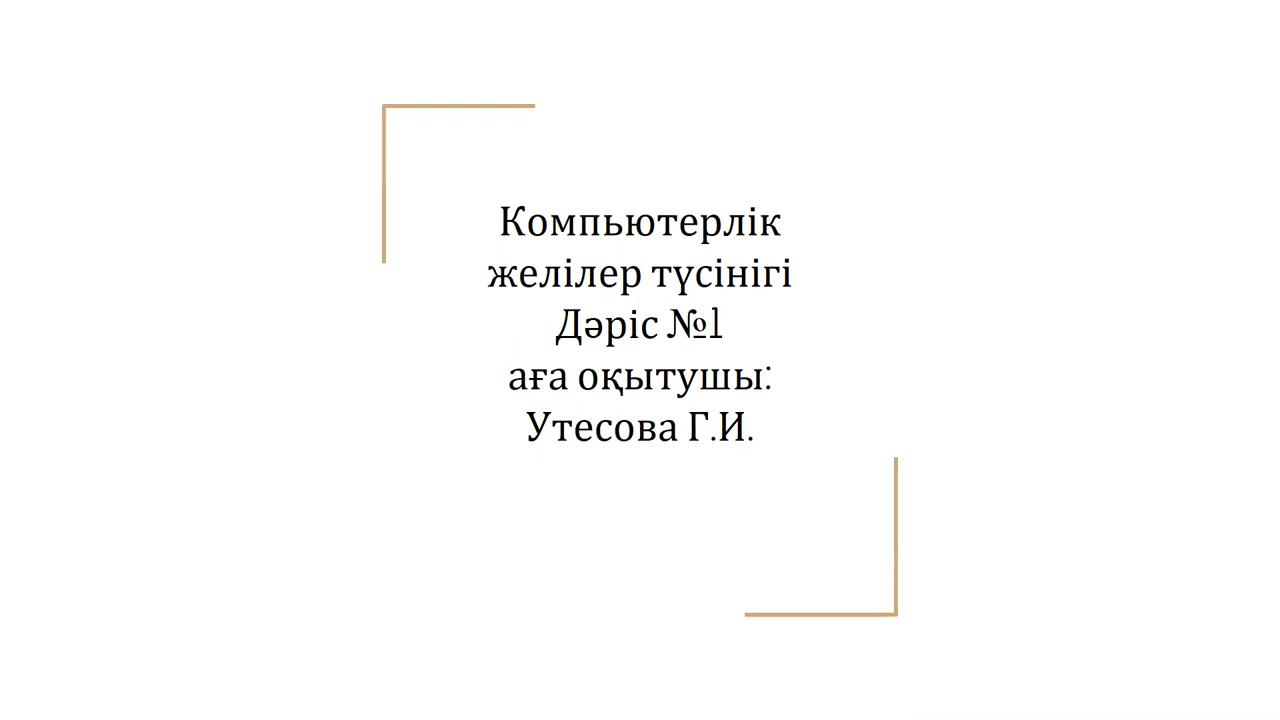 Компьютерлік
желілер түсінігі
Дәріс №1
аға оқытушы:
Утесова Г.И.